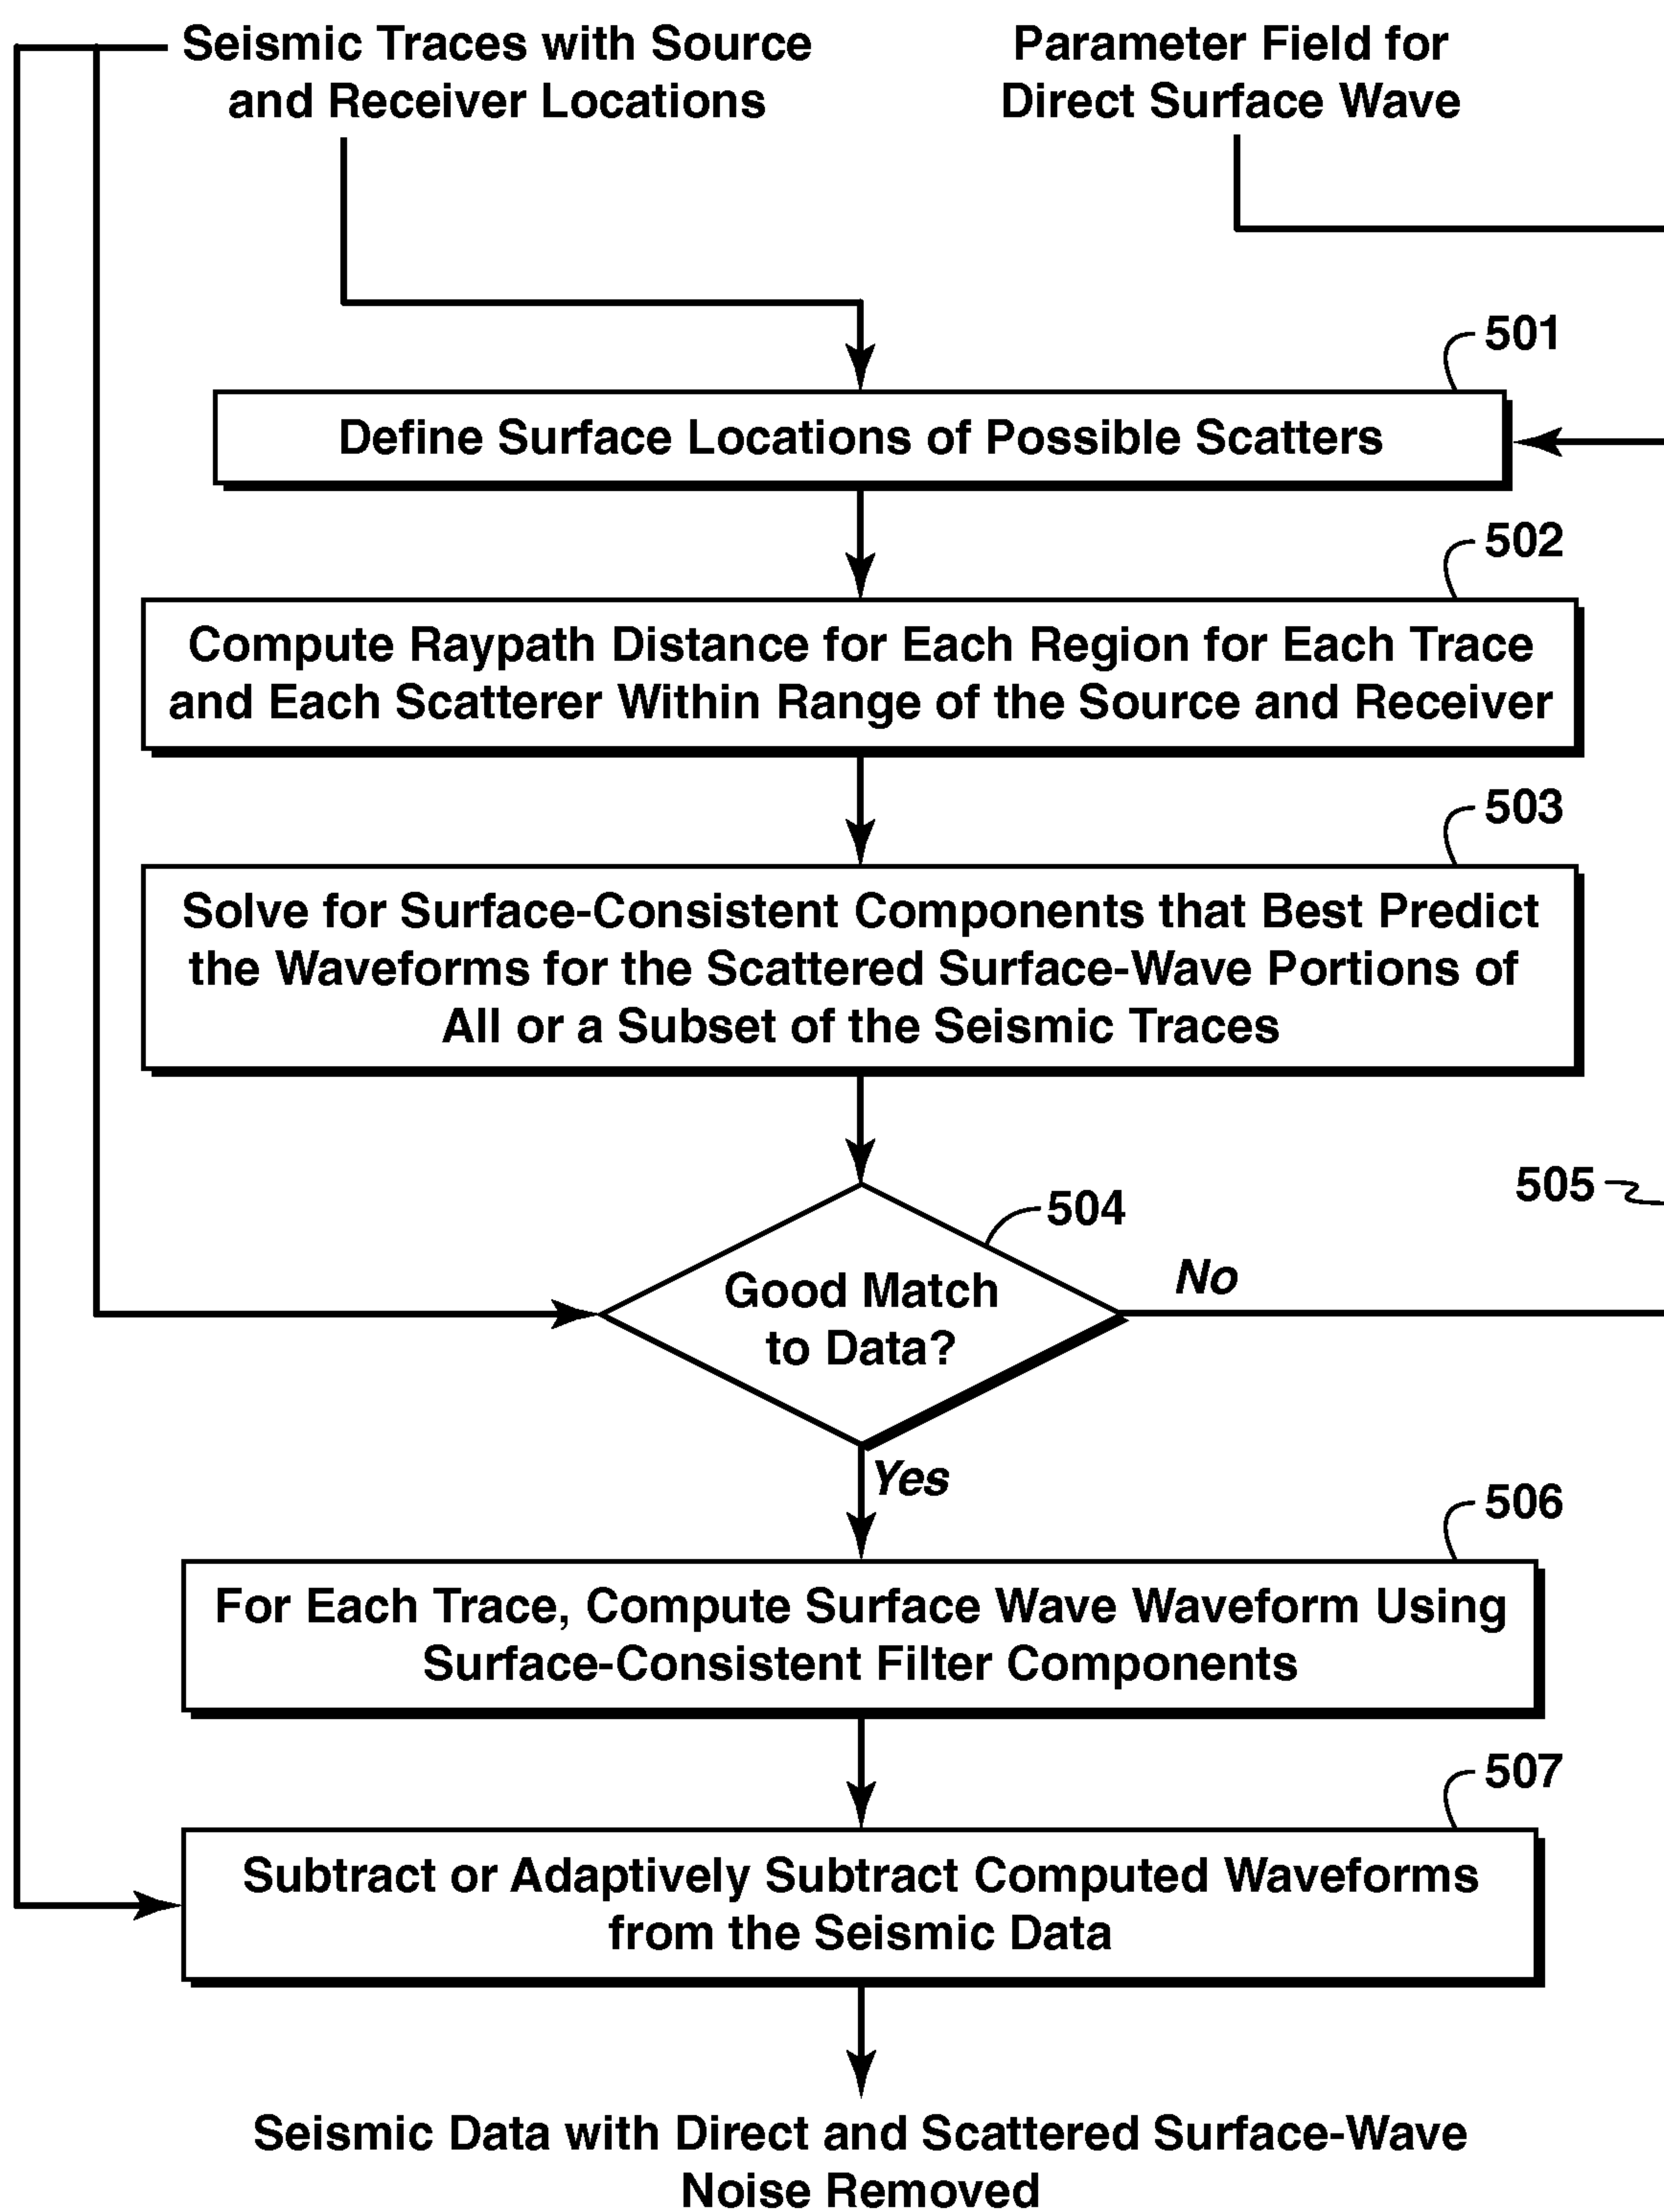 Seismic Traces with Source
and Receiver Locations
Parameter Field for
Direct Surface Wave
501
Define Surface Locations of Possible Scatters
502
Compute Raypath Distance for Each Region for Each Trace
and Each Scatterer Within Range of the Source and Receiver
503
Solve for Surface-Consistent Components that Best Predict
the Waveforms for the Scattered Surface-Wave Portions of
All or a Subset of the Seismic Traces
505
504
Good Match
to Data?
No
Yes
506
For Each Trace, Compute Surface Wave Waveform Using
Surface-Consistent Filter Components
507
Subtract or Adaptively Subtract Computed Waveforms
from the Seismic Data
Seismic Data with Direct and Scattered Surface-Wave
Noise Removed